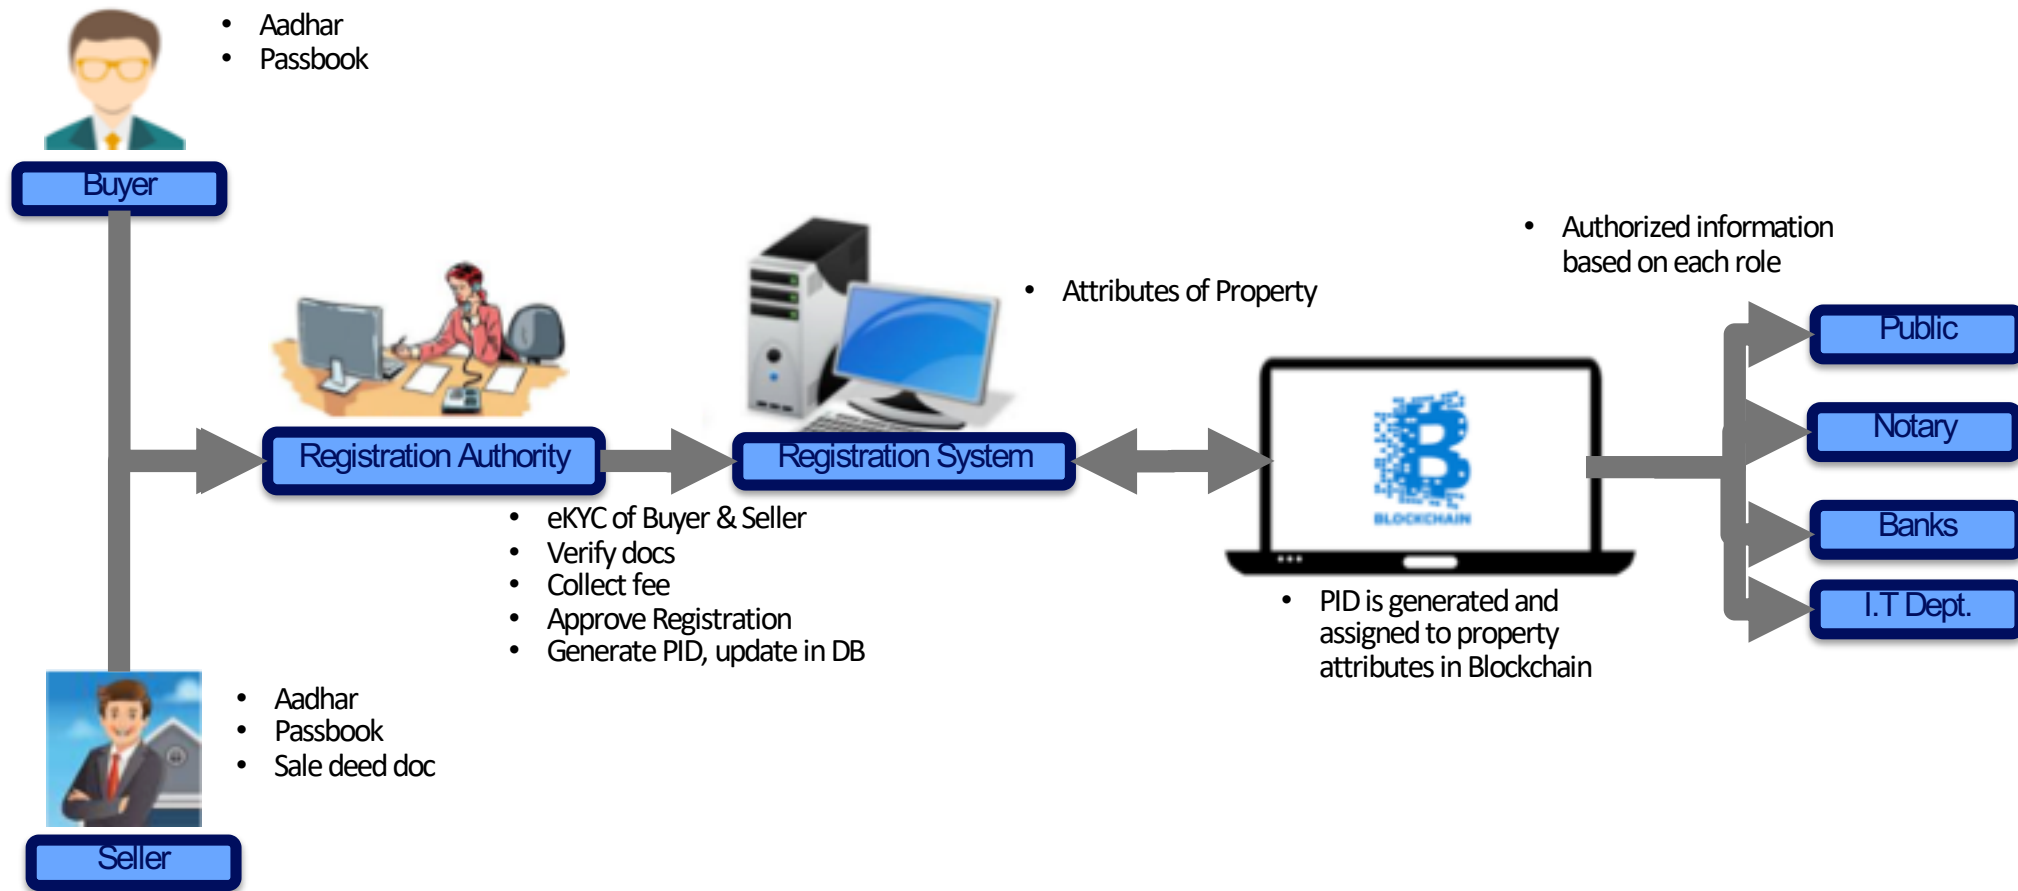 • Aadhar
• Passbook
Buyer
Registration Authority
• eKYC of Buyer & Seller
• Verify docs
• Collect fee
• Approve Registration
• Generate PID, update in DB
• Aadhar
• Passbook
• Sale deed doc
Seller
Registration System
• Attributes of Property
BLOCKCHAIN
• PID is generated and
assigned to property
attributes in Blockchain
• Authorized information
based on each role
Public
Notary
Banks
I.T Dept.